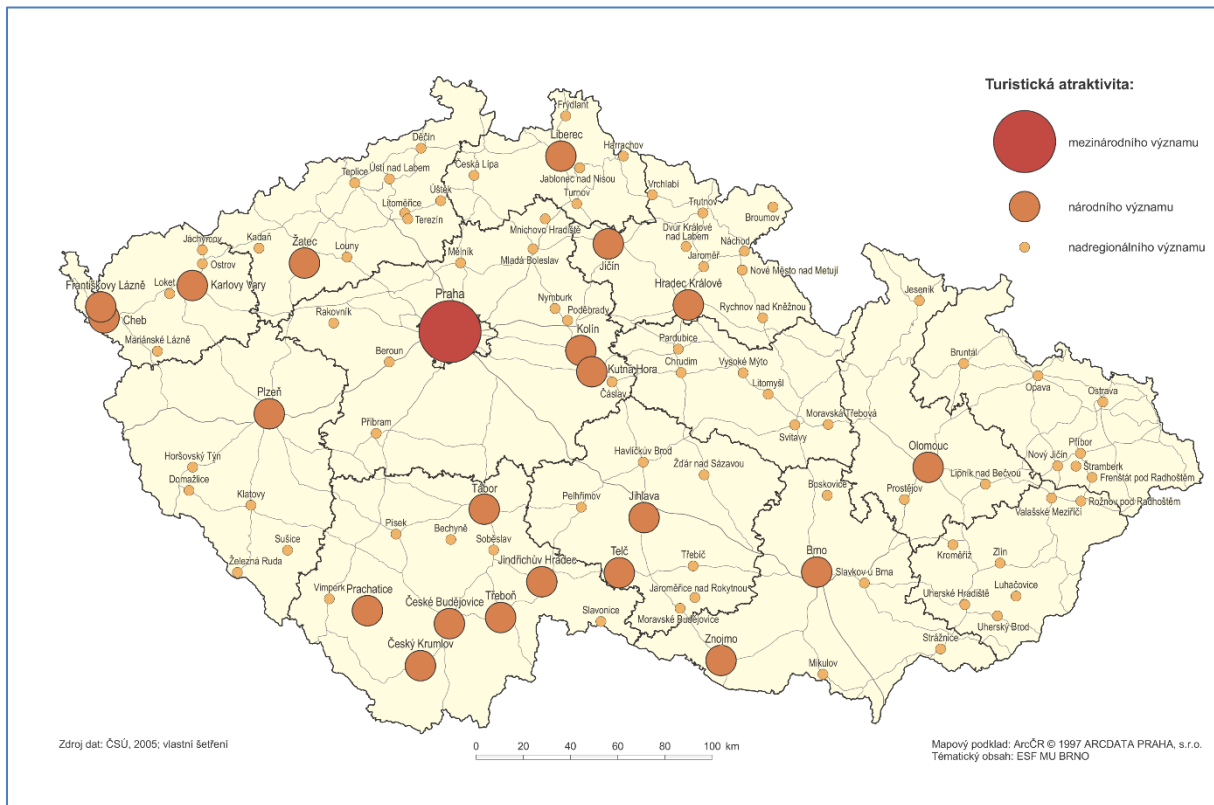 Turistická atraktivita:
mezinárodního významu
národního významu
nadregionálního významu
Frýdlant
Liberec
Děčín
Harrachov
Česká Lípa
Ústí nad Labem
Teplice
Jablonec nad Nisou
Vrchlabí
Úštěk
Turnov
Trutnov
Litoměřice
Broumov
Terezín
Mnichovo Hradiště
Dvůr Králové
nad Labem
Jáchymov
Kadaň
Žatec
Louny
Náchod
Mělník
Mladá Boleslav
Jičín
Jaroměř
Ostrov
Nové Město nad Metují
Františkovy Lázně
Loket
Karlovy Vary
Hradec Králové
Jeseník
Praha
Nymburk
Rakovník
Poděbrady
Rychnov nad Kněžnou
Cheb
Kolín
Mariánské Lázně
Pardubice
Beroun
Chrudim
Vysoké Mýto
Bruntál
Kutná Hora
Opava
Litomyšl
Čáslav
Ostrava
Plzeň
Moravská Třebová
Příbram
Svitavy
Olomouc
Příbor
Havlíčkův Brod
Horšovský Týn
Žďár nad Sázavou
Nový Jičín
Štramberk
Lipník nad Bečvou
Domažlice
Frenštát pod Radhoštěm
Tábor
Klatovy
Pelhřimov
Jihlava
Boskovice
Prostějov
Rožnov pod Radhoštěm
Valašské Meziříčí
Písek
Bechyně
Sušice
Soběslav
Kroměříž
Zlín
Železná Ruda
Jindřichův Hradec
Telč
Třebíč
Brno
Slavkov u Brna
Vimperk
Prachatice
České Budějovice
Třeboň
Jaroměřice nad Rokytnou
Luhačovice
Slavonice
Moravské Budějovice
Uherské Hradiště
Uherský Brod
Český Krumlov
Znojmo
Strážnice
Mikulov
Zdroj dat: ČSÚ, 2005; vlastní šetření
0 20 40 60 80 100 km
Mapový podklad: ArcČR © 1997 ARCDATA PRAHA, s.r.o.
Tématický obsah: ESF MU BRNO